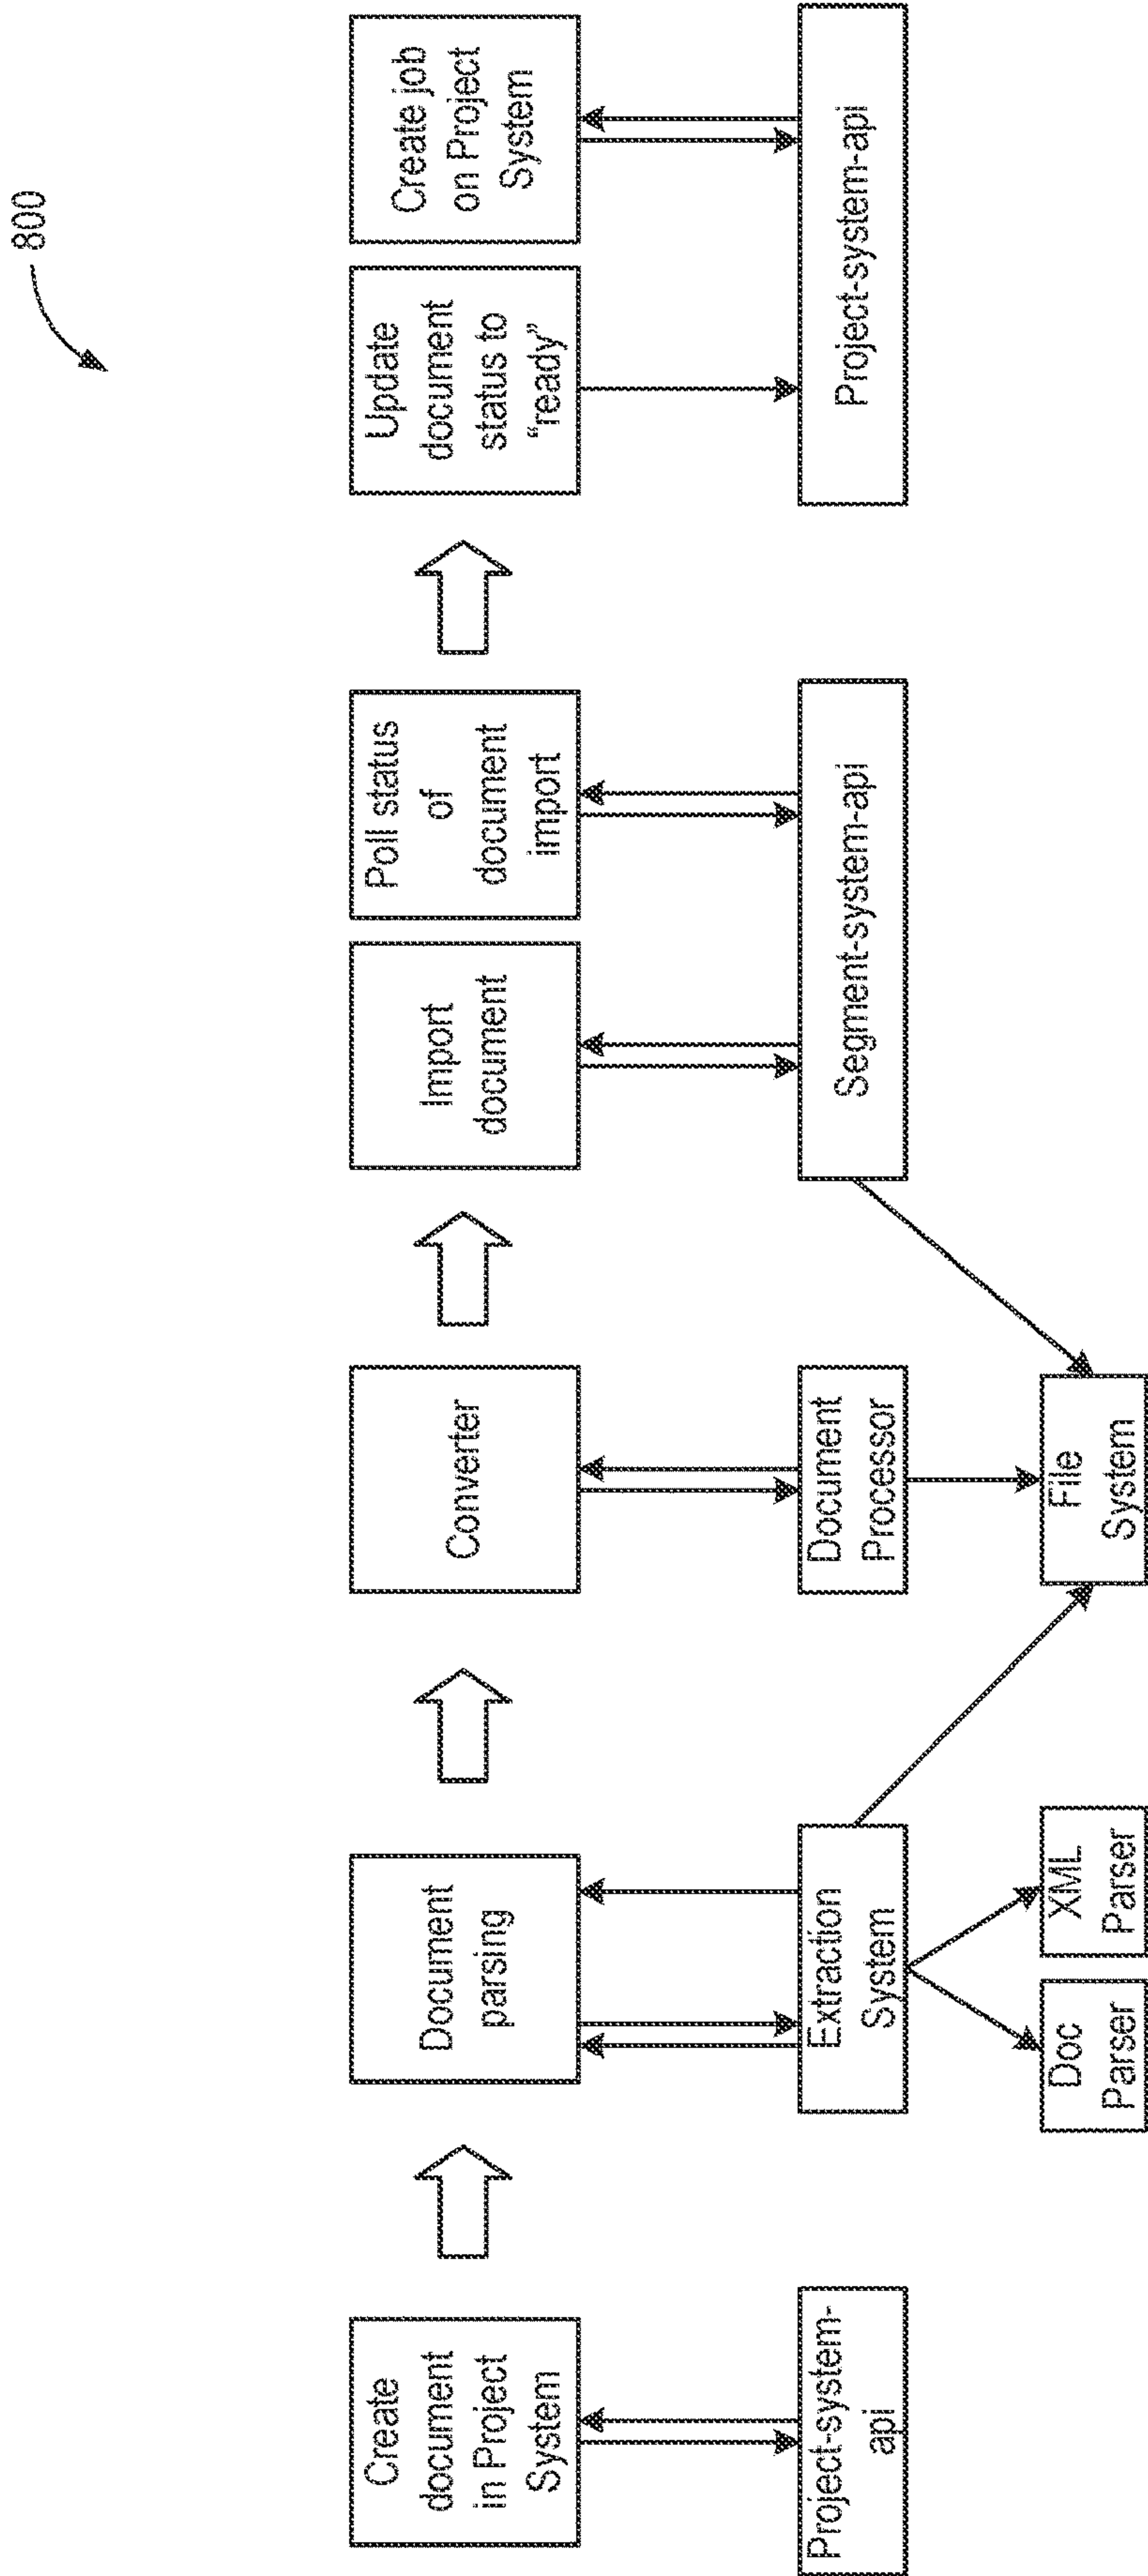 800
Create
document
in Project
System
Document
parsing
Converter
Import
document
Poll status
of
document
import
Update
document
status to
“ready”
Create job
on Project
System
Project-system-
api
Extraction
System
Document
Processor
Segment-system-api
Project-system-api
Doc
Parser
XML
Parser
File
System